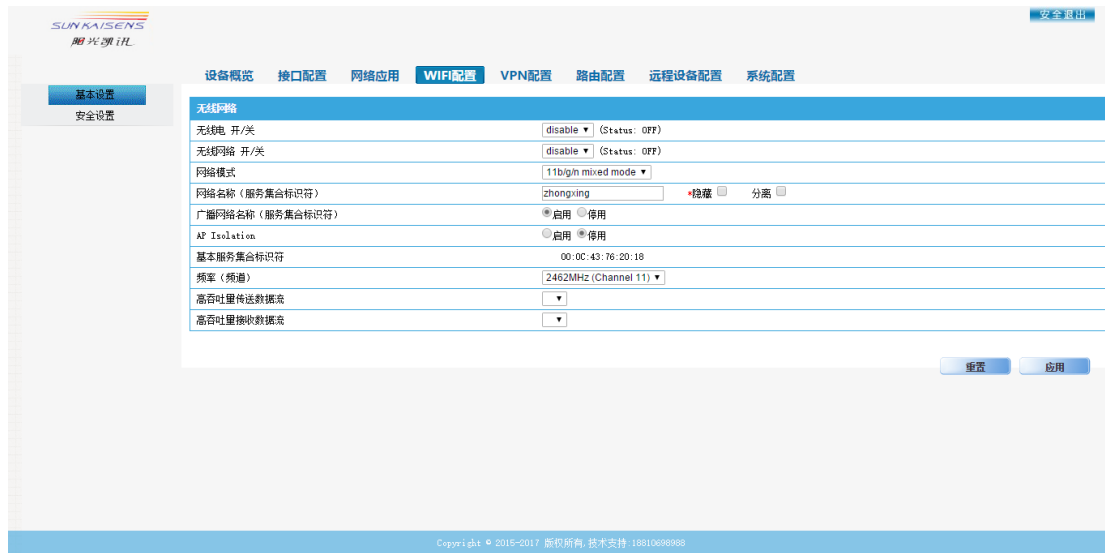 SUN KAISENS
阳光凯讯
安全退出
设备概览 接口配置 网络应用 WIFI配置 VPN配置 路由配置 远程设备配置 系统配置
基本设置
安全设置
无线网络
无线电 开/关 disable (Status: OFF)
无线网络 开/关 disable (Status: OFF)
网络模式 11b/g/n mixed mode
网络名称(服务集合标识符) zhongxing *隐藏 分离
广播网络名称(服务集合标识符) 启用 停用
AP Isolation 启用 停用
基本服务集合标识符 00:0C:43:76:20:18
频率(频道) 2462MHz (Channel 11)
高吞吐量传送数据流
高吞吐量接收数据流
重置 应用
Copyright © 2015-2017 版权所有,技术支持:18810698988